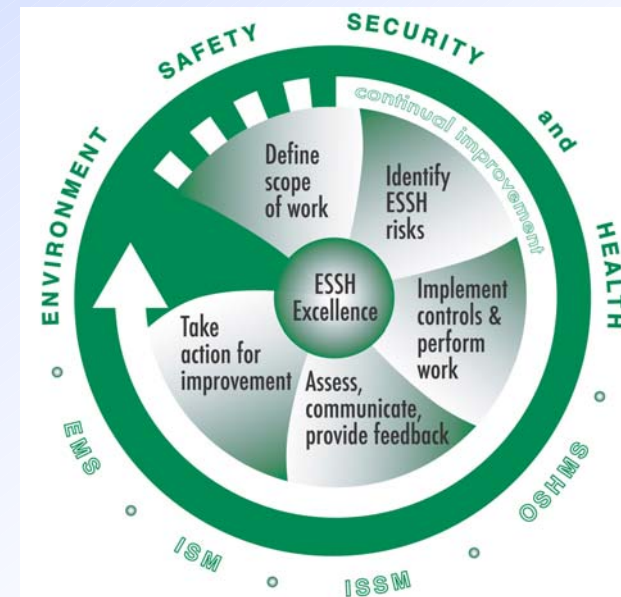 ENVIRONMENT SAFETY SECURITY and HEALTH
continual improvement
Define
scope
of work
Identify
ESSH
risks
Implement
controls &
perform
work
Assess,
communicate,
provide feedback
Take
action for
improvement
ESSH
Excellence
EMS • ISM • ISSM • OSHMS